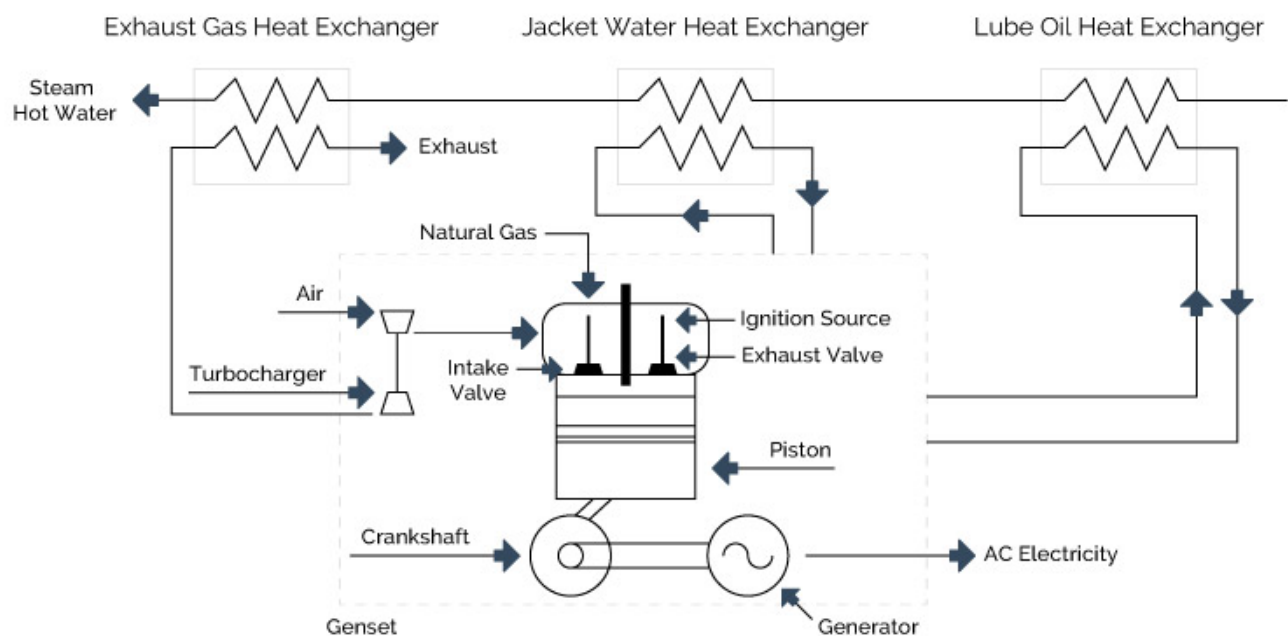 Exhaust Gas Heat Exchanger
Jacket Water Heat Exchanger
Lube Oil Heat Exchanger
Steam
Hot Water
Exhaust
Natural Gas
Air
Ignition Source
Exhaust Valve
Intake
Valve
Turbocharger
Piston
Crankshaft
AC Electricity
Genset
Generator